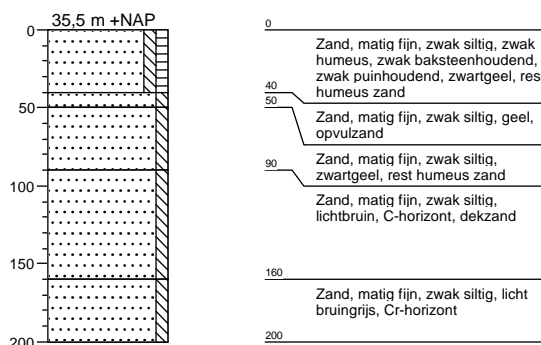 35,5 m +NAP
0
50
100
150
200
0
Zand, matig fijn, zwak siltig, zwak
humeus, zwak baksteenhoudend,
zwak puinhoudend, zwartgeel, rest
humeus zand
40
50
Zand, matig fijn, zwak siltig, geel,
opvulzand
90
Zand, matig fijn, zwak siltig,
zwartgeel, rest humeus zand
Zand, matig fijn, zwak siltig,
lichtbruin, C-horizont, dekzand
160
Zand, matig fijn, zwak siltig, licht
bruingrijs, Cr-horizont
200